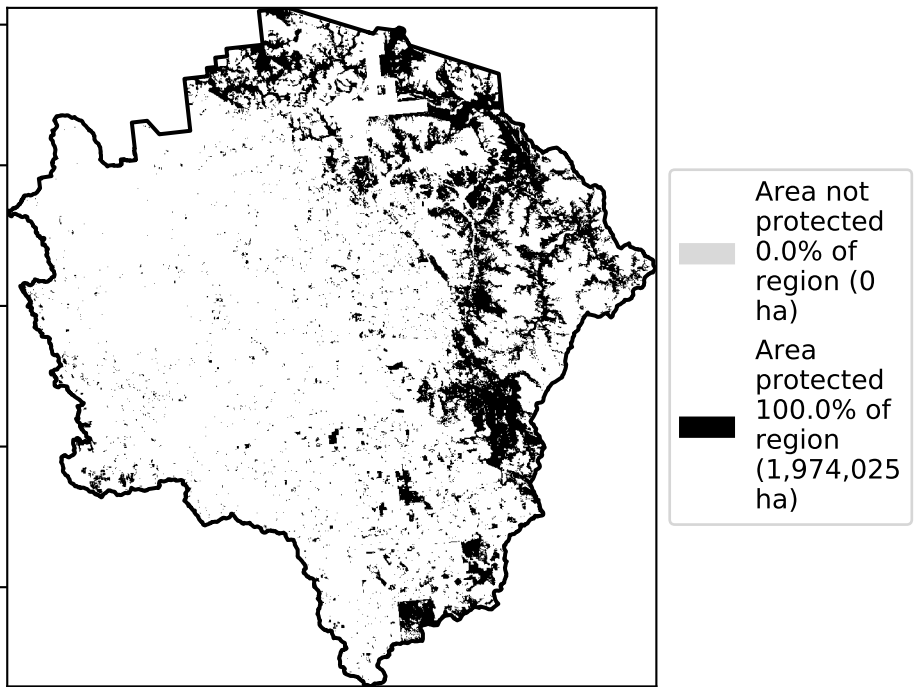 Area not
protected
0.0% of
region (0
ha)
Area
protected
100.0% of
region
(1,974,025
ha)